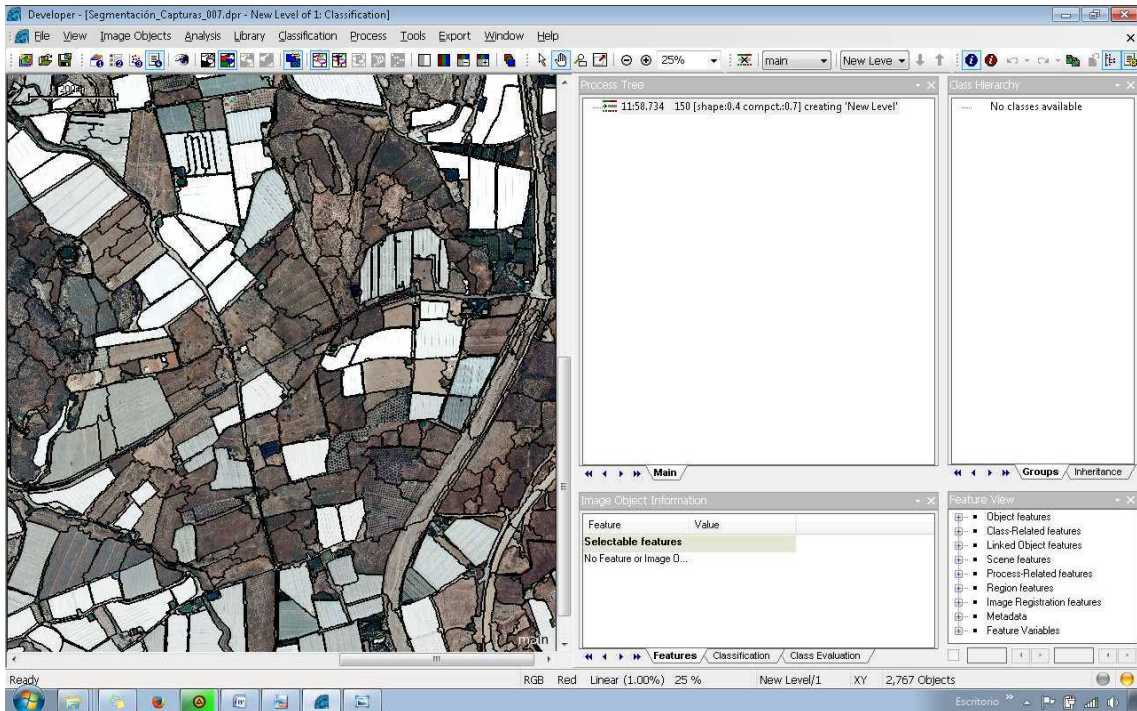 Developer - [Segmentación_Capturas_007.dpr - New Level of 1: Classification]
File View Image Objects Analysis Library Classification Process Tools Export Window Help
25% main New Leve
Process Tree
11:58.734 150 [shape:0.4 compct.:0.7] creating 'New Level'
Main
Class Hierarchy
No classes available
Groups Inheritance
main
Image Object Information
Feature Value
Selectable features
No Feature or Image O...
Features Classification Class Evaluation
Feature View
Object features
Class-Related features
Linked Object features
Scene features
Process-Related features
Region features
Image Registration features
Metadata
Feature Variables
Ready RGB Red Linear (1.00%) 25 % New Level/1 XY 2,767 Objects
Escritorio